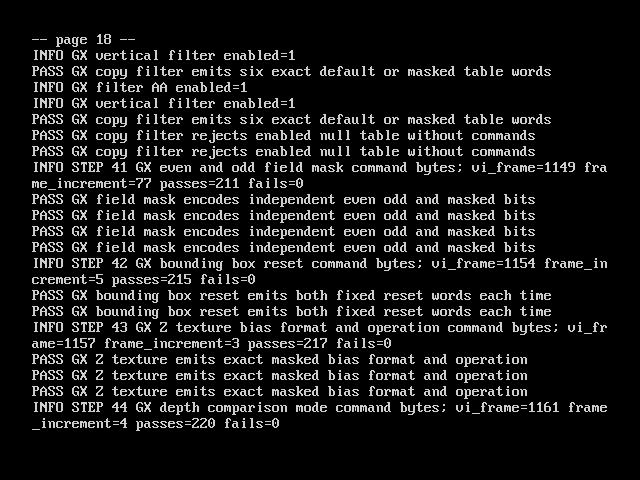 -- page 18 --
INFO GX vertical filter enabled=1
PASS GX copy filter emits six exact default or masked table words
INFO GX filter AA enabled=1
INFO GX vertical filter enabled=1
PASS GX copy filter emits six exact default or masked table words
PASS GX copy filter rejects enabled null table without commands
PASS GX copy filter rejects enabled null table without commands
INFO STEP 41 GX even and odd field mask command bytes; vi_frame=1149 fra
me_increment=77 passes=211 fails=0
PASS GX field mask encodes independent even odd and masked bits
PASS GX field mask encodes independent even odd and masked bits
PASS GX field mask encodes independent even odd and masked bits
PASS GX field mask encodes independent even odd and masked bits
INFO STEP 42 GX bounding box reset command bytes; vi_frame=1154 frame_in
crement=5 passes=215 fails=0
PASS GX bounding box reset emits both fixed reset words each time
PASS GX bounding box reset emits both fixed reset words each time
INFO STEP 43 GX Z texture bias format and operation command bytes; vi_fr
ame=1157 frame_increment=3 passes=217 fails=0
PASS GX Z texture emits exact masked bias format and operation
PASS GX Z texture emits exact masked bias format and operation
PASS GX Z texture emits exact masked bias format and operation
INFO STEP 44 GX depth comparison mode command bytes; vi_frame=1161 frame
_increment=4 passes=220 fails=0